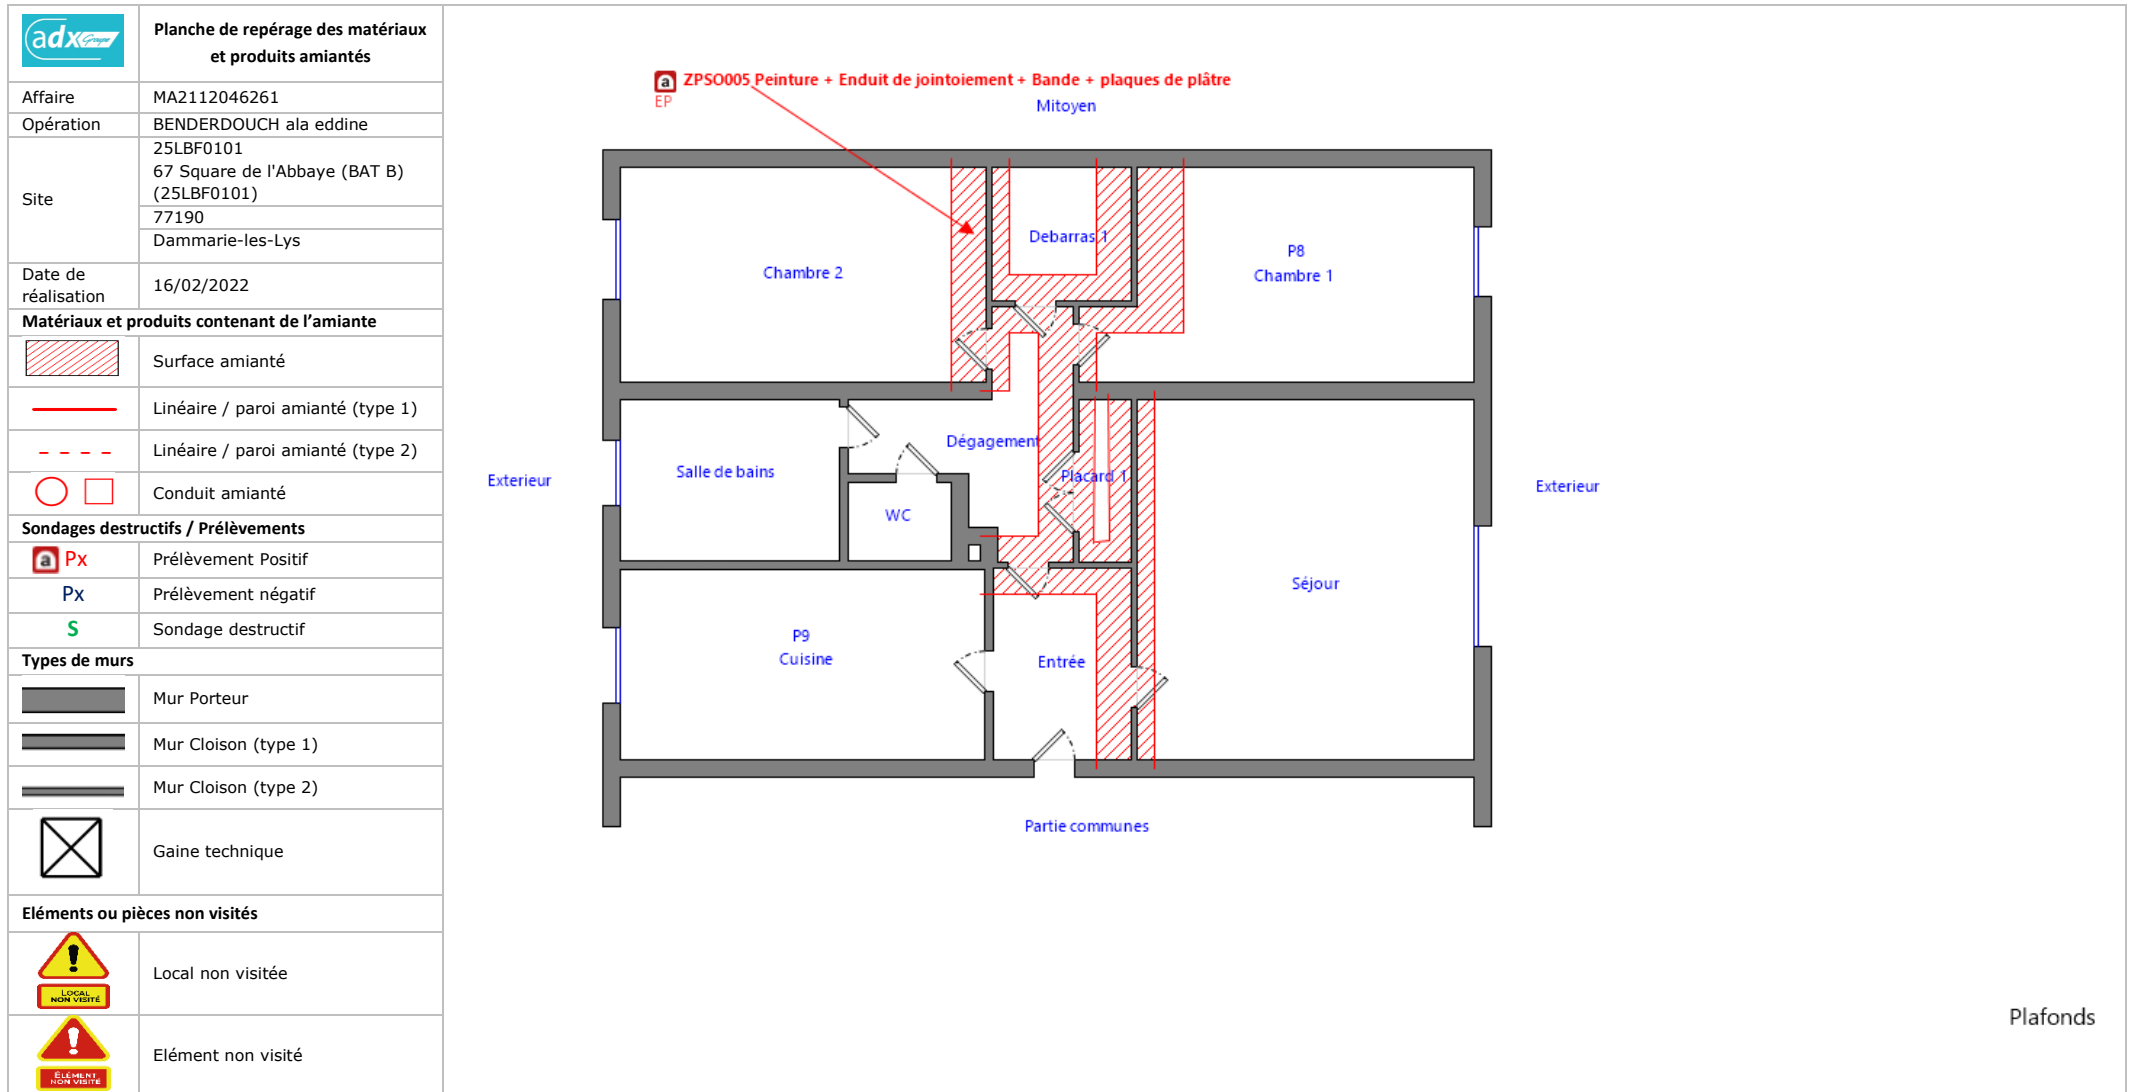 adx Groupe
Planche de repérage des matériaux
et produits amiantés
Affaire
MA2112046261
Opération
BENDERDOUCH ala eddine
Site
25LBF0101
67 Square de l'Abbaye (BAT B)
(25LBF0101)
77190
Dammarie-les-Lys
Date de
réalisation
16/02/2022
Matériaux et produits contenant de l'amiante
Surface amianté
Linéaire / paroi amianté (type 1)
Linéaire / paroi amianté (type 2)
Conduit amianté
Sondages destructifs / Prélèvements
a Px
Prélèvement Positif
Px
Prélèvement négatif
S
Sondage destructif
Types de murs
Mur Porteur
Mur Cloison (type 1)
Mur Cloison (type 2)
Gaine technique
Eléments ou pièces non visités
LOCAL
NON VISITÉ
Local non visitée
ÉLÉMENT
NON VISITÉ
Elément non visité
a ZPSO005 Peinture + Enduit de jointoiement + Bande + plaques de plâtre
EP
Mitoyen
Debarras 1
P8
Chambre 1
Chambre 2
Dégagement
Salle de bains
Placard 1
Exterieur
Exterieur
WC
Séjour
P9
Cuisine
Entrée
Partie communes
Plafonds